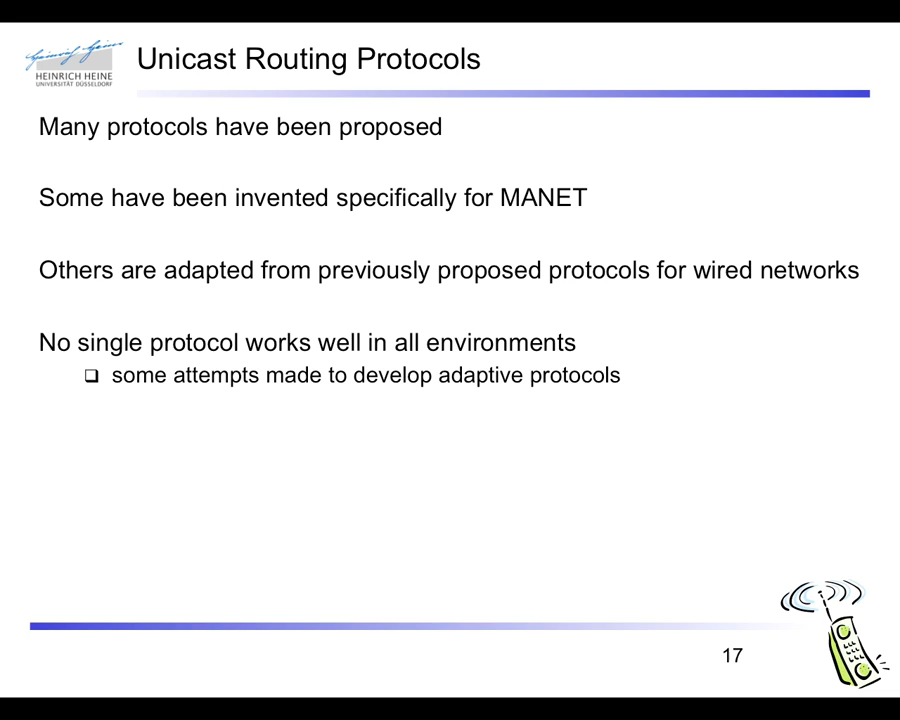 Heinrich Heine
HEINRICH HEINE
UNIVERSITÄT DÜSSELDORF
Unicast Routing Protocols
Many protocols have been proposed
Some have been invented specifically for MANET
Others are adapted from previously proposed protocols for wired networks
No single protocol works well in all environments
❑ some attempts made to develop adaptive protocols
17